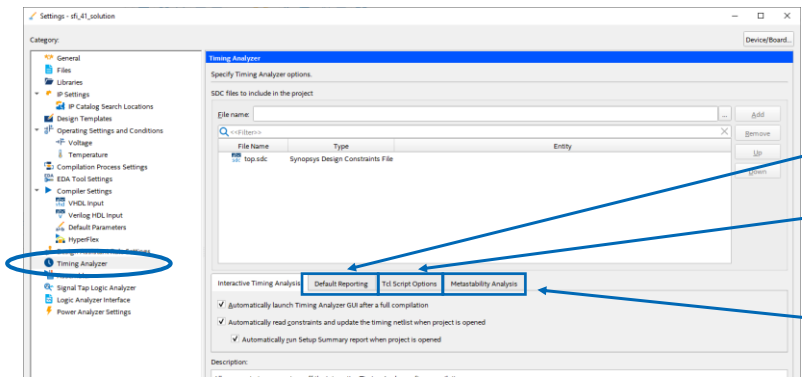 Settings - sfi_41_solution
Category:
Device/Board...
General
Files
Libraries
IP Settings
IP Catalog Search Locations
Design Templates
Operating Settings and Conditions
Voltage
Temperature
Compilation Process Settings
EDA Tool Settings
Compiler Settings
VHDL Input
Verilog HDL Input
Default Parameters
HyperFlex
Timing Analyzer
Signal Tap Logic Analyzer
Logic Analyzer Interface
Power Analyzer Settings
Timing Analyzer
Specify Timing Analyzer options.
SDC files to include in the project
File name:
...
Add
<<Filter>>
Remove
File Name Type Entity
Up
top.sdc Synopsys Design Constraints File
Down
Interactive Timing Analysis Default Reporting Tcl Script Options Metastability Analysis
Automatically launch Timing Analyzer GUI after a full compilation
Automatically read constraints and update the timing netlist when project is opened
Automatically run Setup Summary report when project is opened
Description: